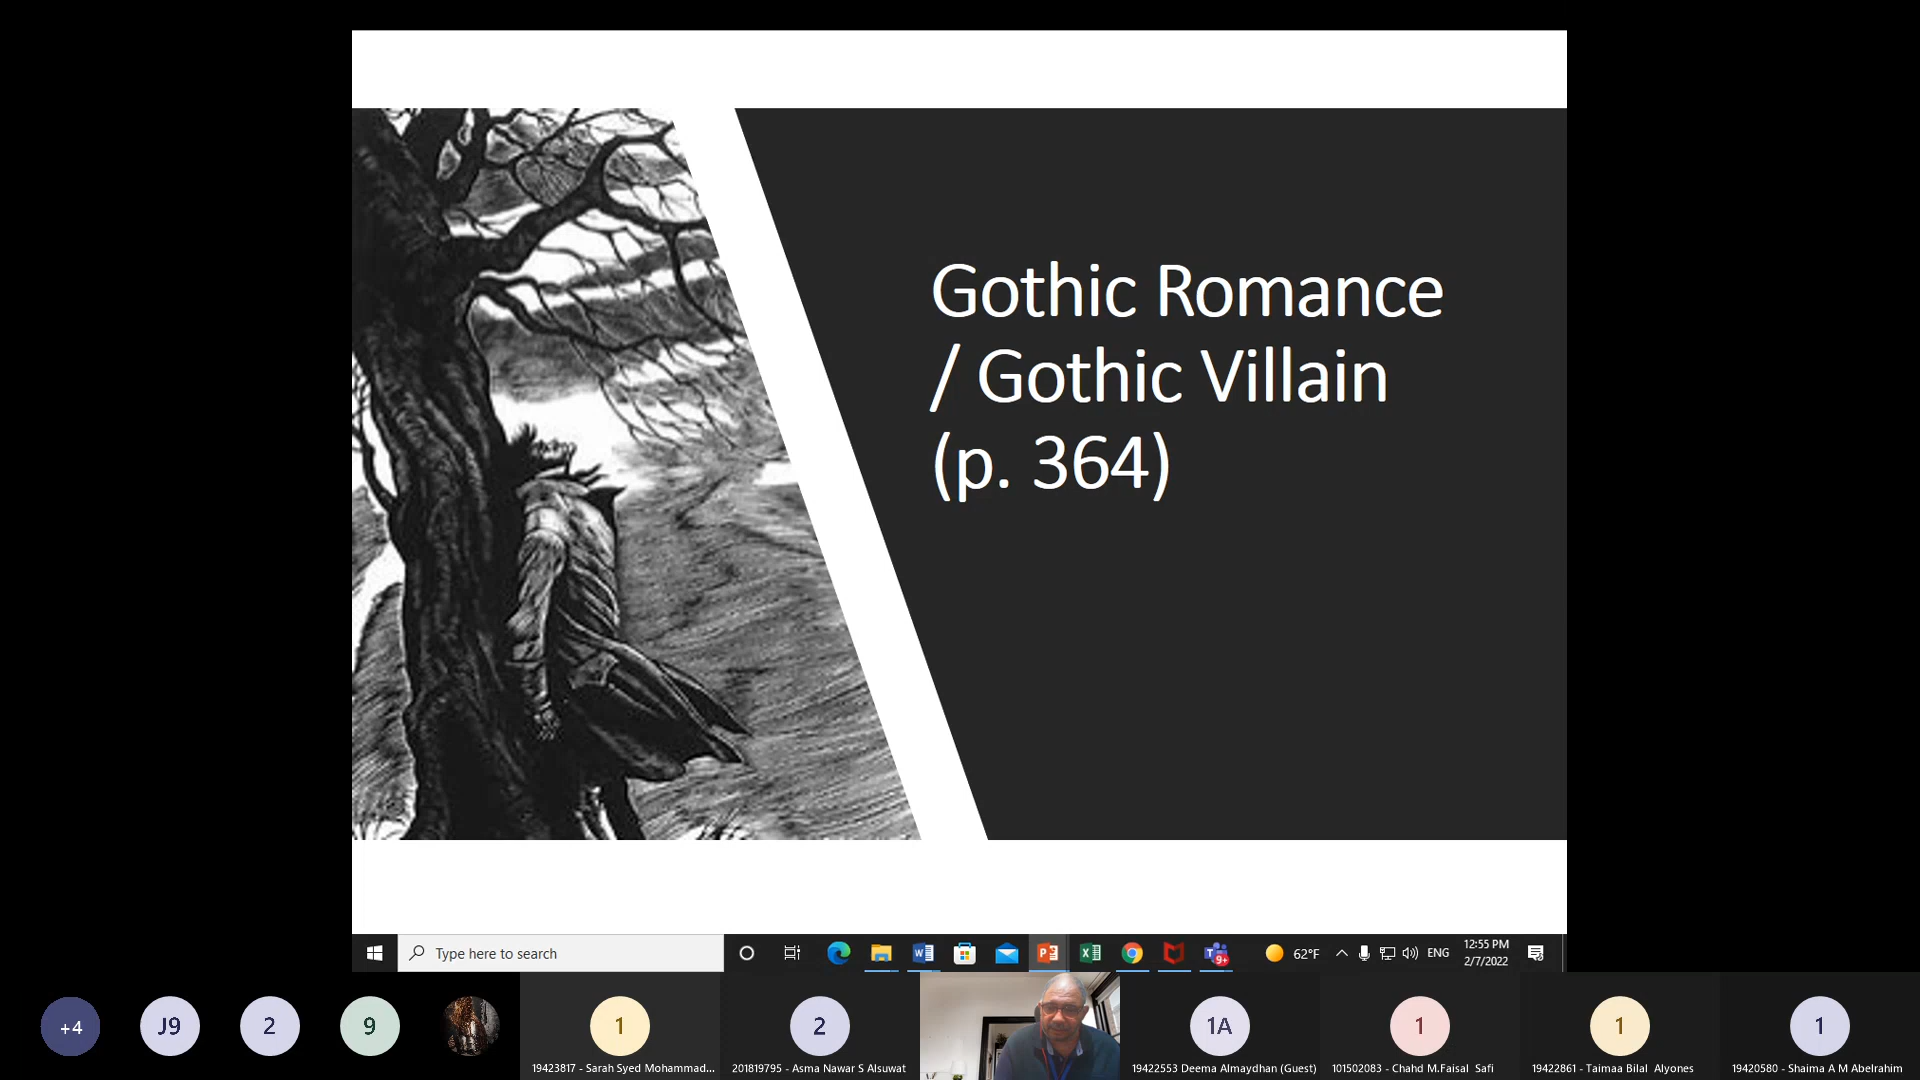 Gothic Romance
/ Gothic Villain
(p. 364)
Type here to search
9+
62°F
ENG
12:55 PM
2/7/2022
+4
J9
2
9
1
2
1A
1
1
1
19423817 - Sarah Syed Mohammad...
201819795 - Asma Nawar S Alsuwat
19422553 Deema Almaydhan (Guest)
101502083 - Chahd M.Faisal Safi
19422861 - Taimaa Bilal Alyones
19420580 - Shaima A M Abelrahim